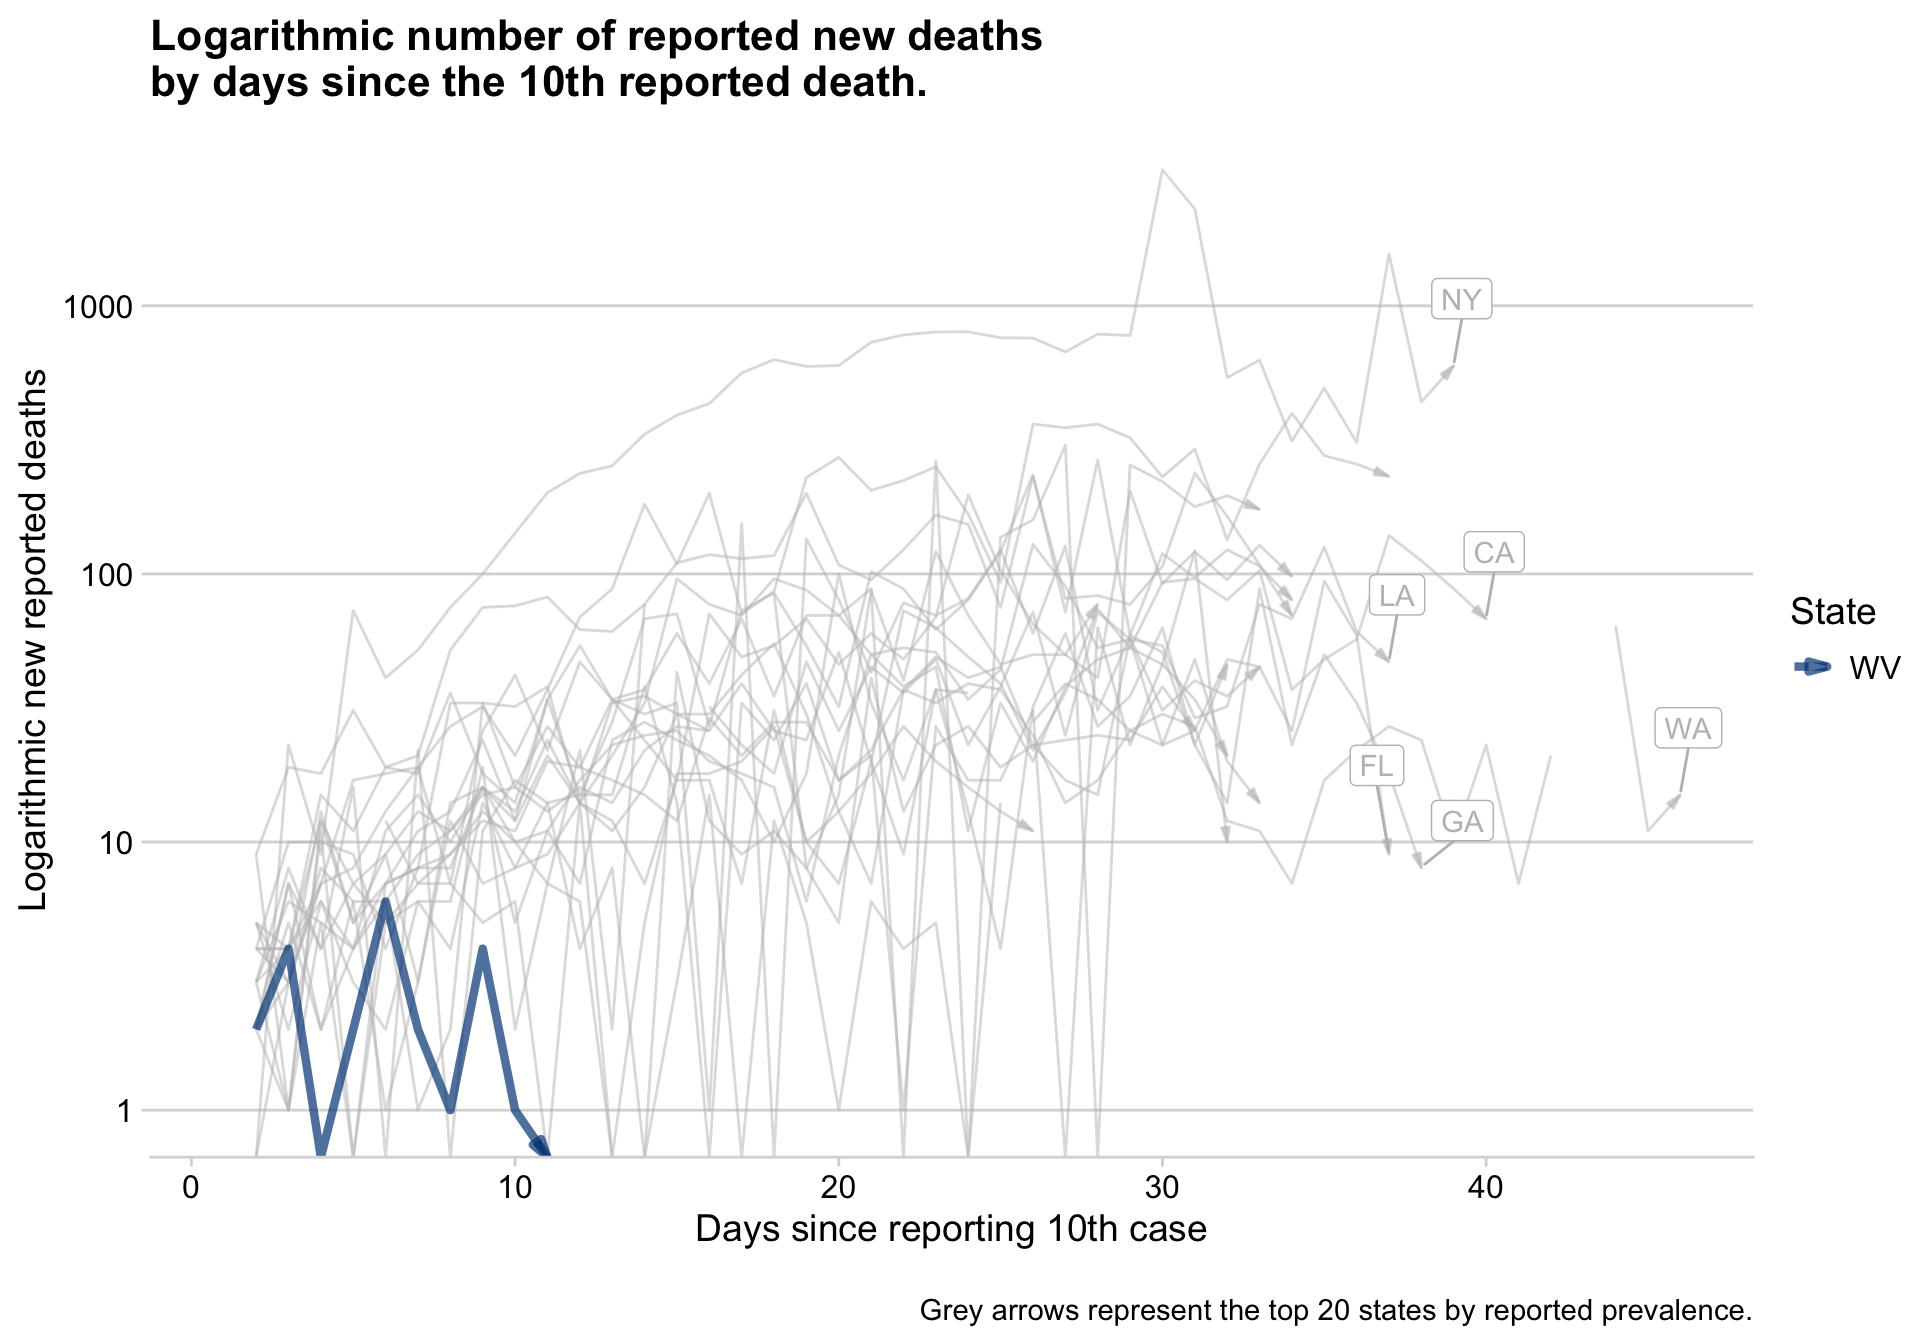 Logarithmic number of reported new deaths
by days since the 10th reported death.
Logarithmic new reported deaths
1000
100
10
1
NY
CA
LA
WA
FL
GA
State
WV
0 10 20 30 40
Days since reporting 10th case
Grey arrows represent the top 20 states by reported prevalence.